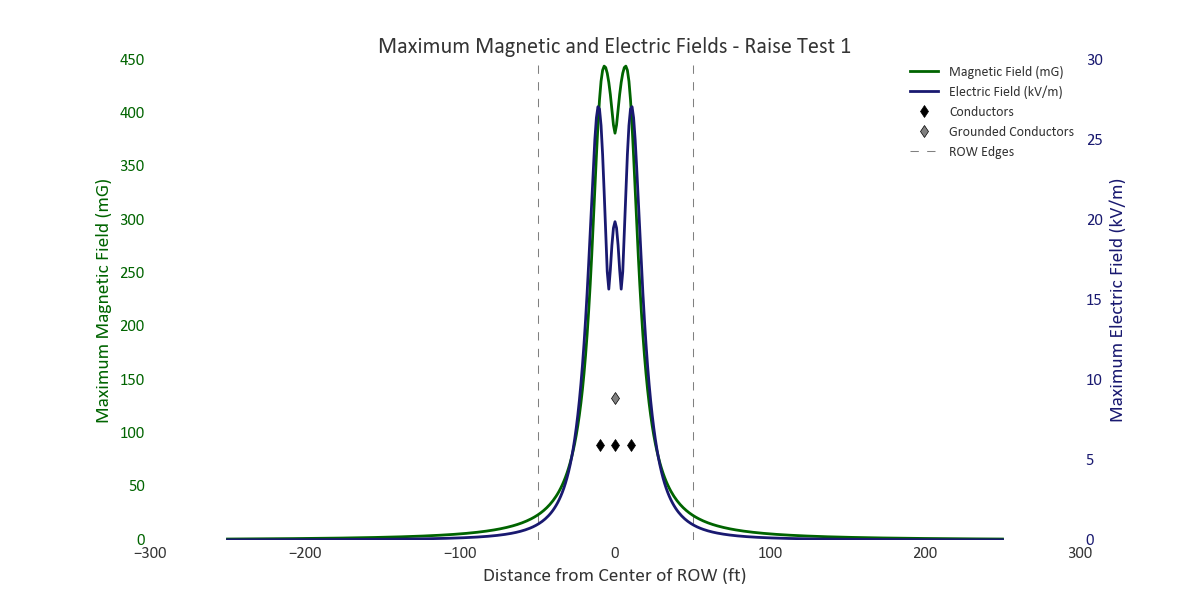 Maximum Magnetic and Electric Fields - Raise Test 1
Magnetic Field (mG)
Electric Field (kV/m)
Conductors
Grounded Conductors
ROW Edges
Maximum Magnetic Field (mG)
450
400
350
300
250
200
150
100
50
0
30
25
20
15
10
5
0
Maximum Electric Field (kV/m)
−300
−200
−100
0
100
200
300
Distance from Center of ROW (ft)